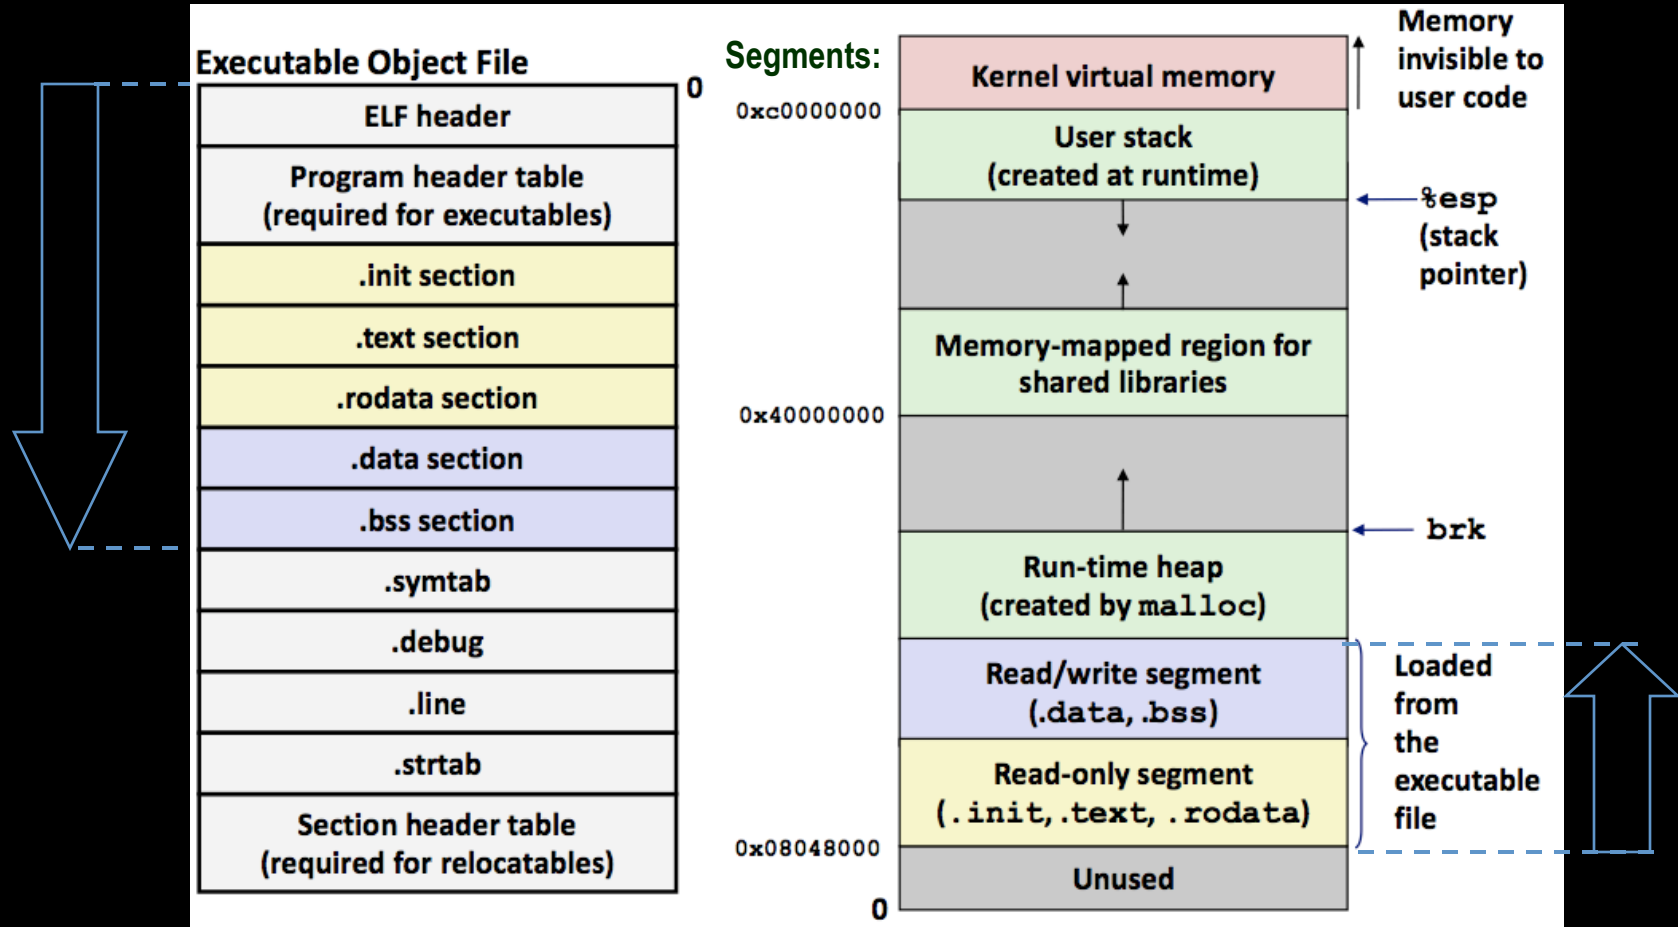 Executable Object File
0
ELF header
Program header table
(required for executables)
.init section
.text section
.rodata section
.data section
.bss section
.symtab
.debug
.line
.strtab
Section header table
(required for relocatables)
Segments:
Kernel virtual memory
Memory
invisible to
user code
0xc0000000
User stack
(created at runtime)
%esp
(stack
pointer)
Memory-mapped region for
shared libraries
0x40000000
brk
Run-time heap
(created by malloc)
Read/write segment
(.data, .bss)
Loaded
from
the
executable
file
Read-only segment
(.init, .text, .rodata)
0x08048000
Unused
0